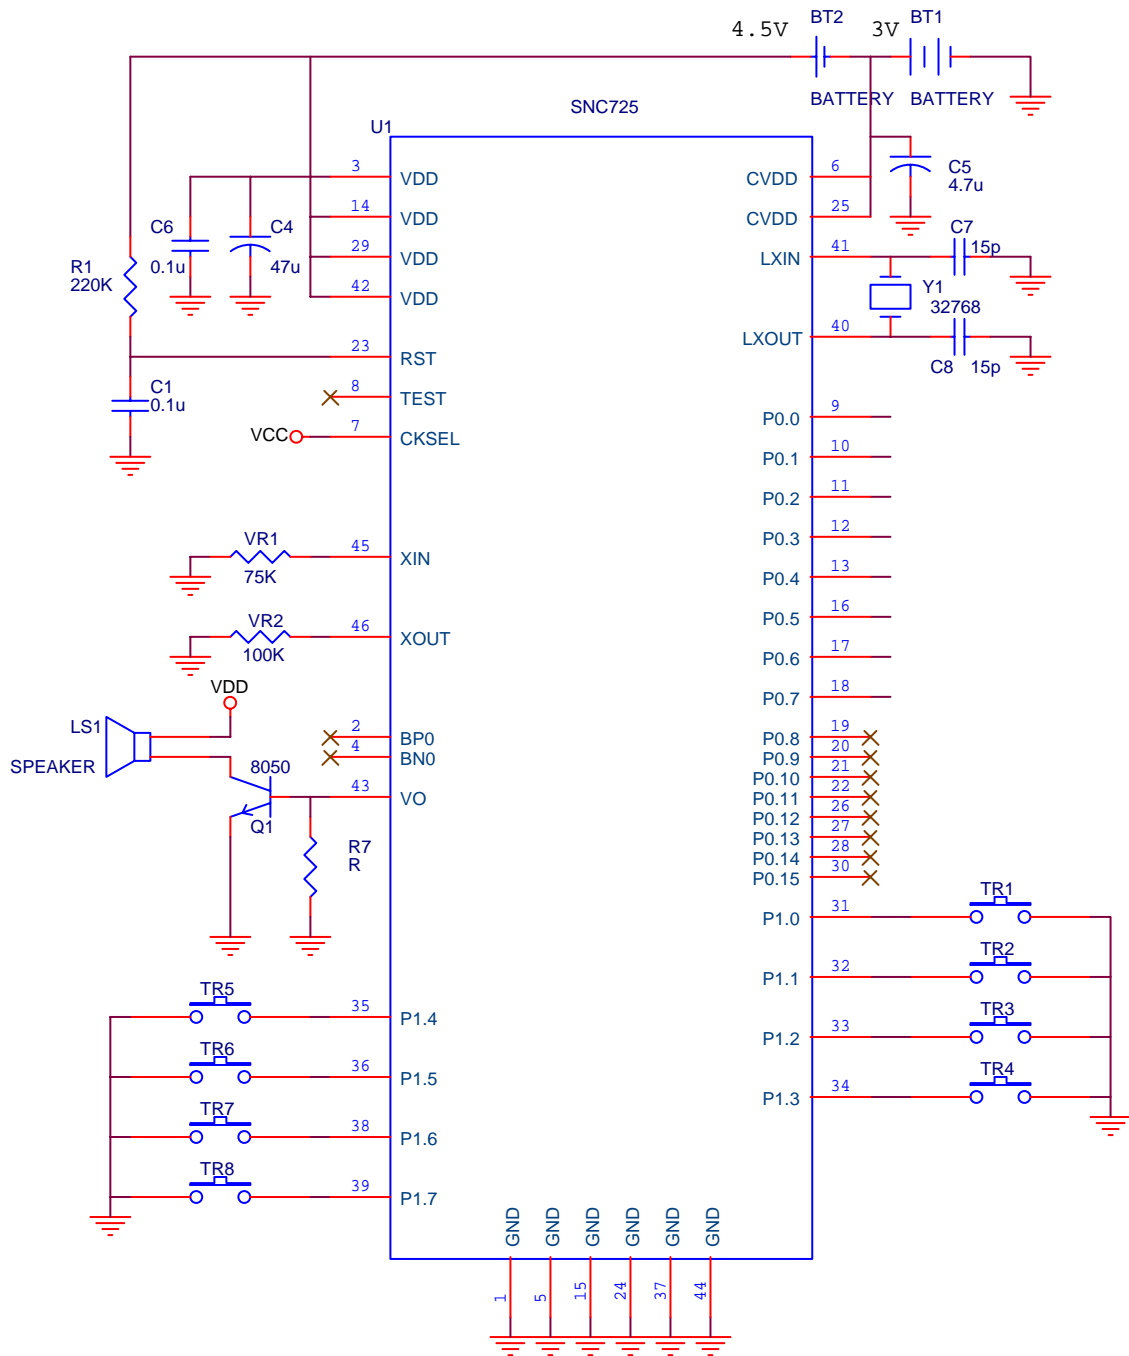 4.5V
BT2
3V
BT1
BATTERY
BATTERY
SNC725
U1
3
VDD
14
VDD
29
VDD
42
VDD
23
RST
8
TEST
7
CKSEL
VCC
C6
0.1u
C4
47u
R1
220K
C1
0.1u
VR1
75K
45
XIN
VR2
100K
46
XOUT
VDD
LS1
SPEAKER
2
BP0
4
BN0
8050
43
VO
Q1
R7
R
TR5
35
P1.4
TR6
36
P1.5
TR7
38
P1.6
TR8
39
P1.7
CVDD
6
C5
4.7u
CVDD
25
C7
15p
LXIN
41
Y1
32768
LXOUT
40
C8
15p
P0.0
9
P0.1
10
P0.2
11
P0.3
12
P0.4
13
P0.5
16
P0.6
17
P0.7
18
P0.8
19
P0.9
20
P0.10
21
P0.11
22
P0.12
26
P0.13
27
P0.14
28
P0.15
30
P1.0
31
TR1
P1.1
32
TR2
P1.2
33
TR3
P1.3
34
TR4
GND
GND
GND
GND
GND
GND
1
5
15
24
37
44